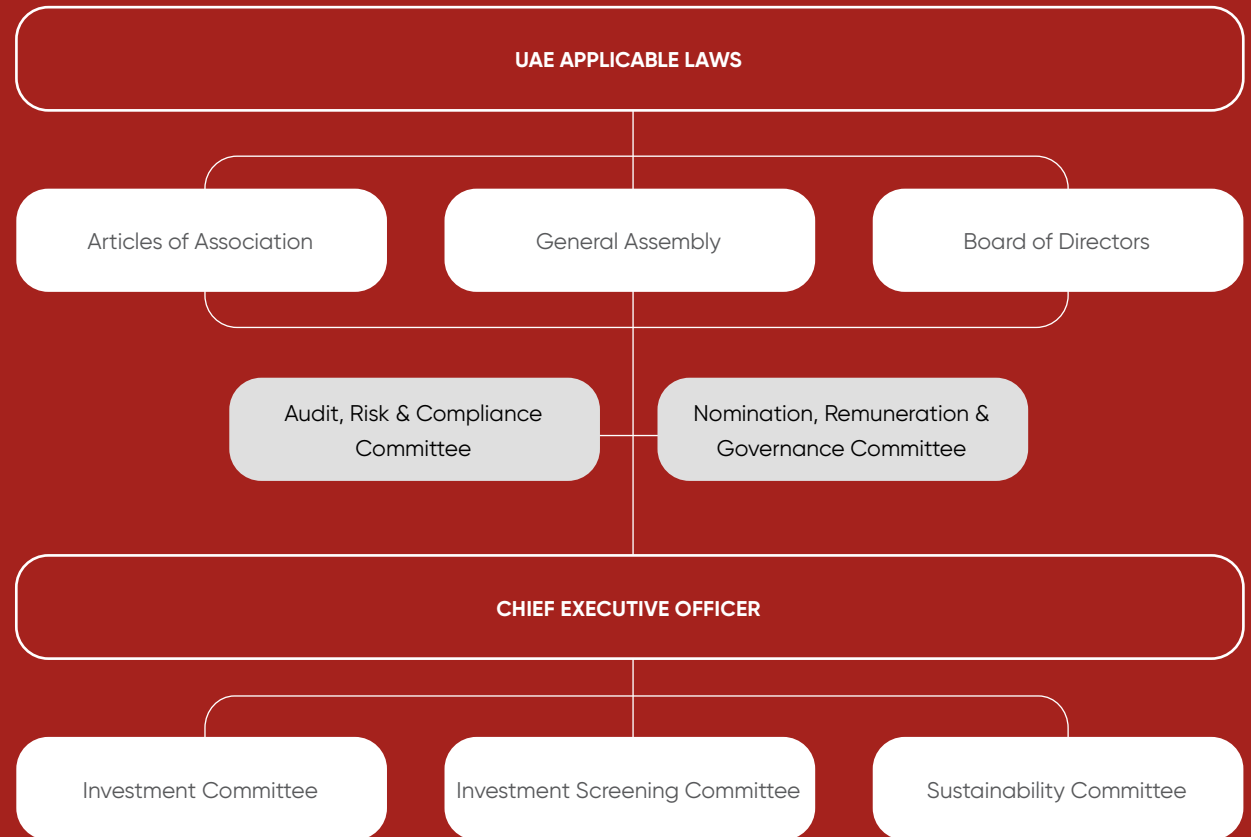 UAE APPLICABLE LAWS
Articles of Association
General Assembly
Board of Directors
Audit, Risk & Compliance
Committee
Nomination, Remuneration &
Governance Committee
CHIEF EXECUTIVE OFFICER
Investment Committee
Investment Screening Committee
Sustainability Committee